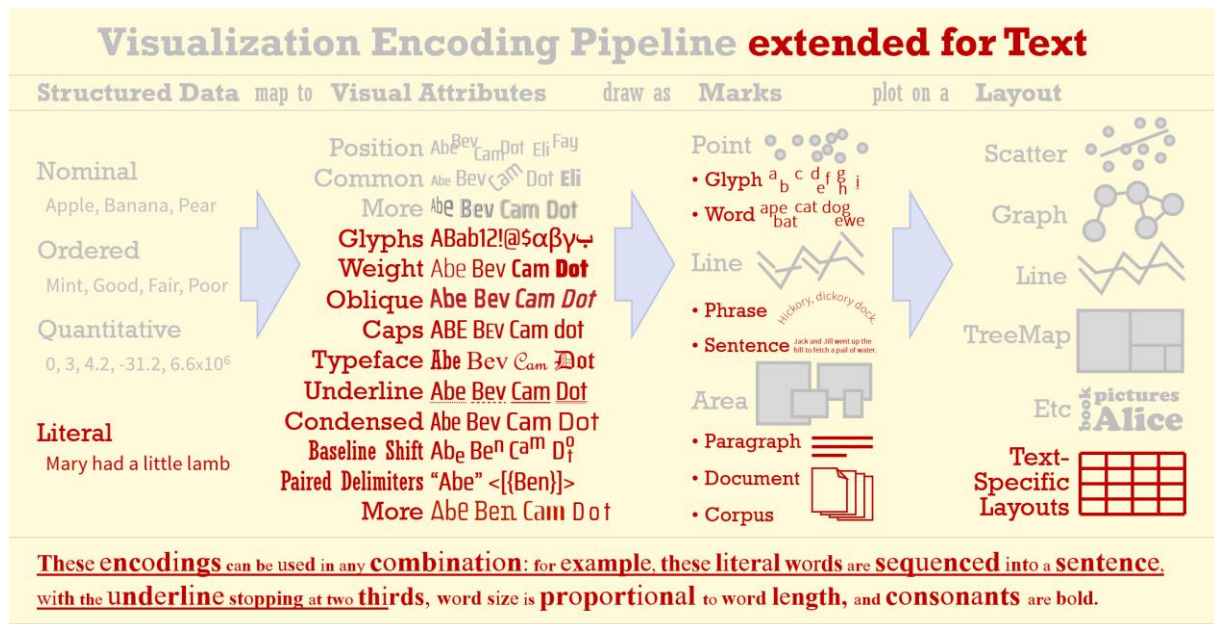 Visualization Encoding Pipeline extended for Text
Structured Data map to Visual Attributes draw as Marks plot on a Layout
Nominal
Apple, Banana, Pear
Ordered
Mint, Good, Fair, Poor
Quantitative
0, 3, 4.2, -31.2, 6.6x10⁶
Literal
Mary had a little lamb
Position Abe Bev Cam Dot Eli Fay
Common Abe Bev Cam Dot Eli
More Abe Bev Cam Dot
Glyphs ABab12!@$αβγب
Weight Abe Bev Cam Dot
Oblique Abe Bev Cam Dot
Caps ABE BEV Cam dot
Typeface Abe Bev Cam Dot
Underline Abe Bev Cam Dot
Condensed Abe Bev Cam Dot
Baseline Shift Abe Ben Cam Dot
Paired Delimiters “Abe” <[{Ben}]>
More Abe Ben Cam Dot
Point
• Glyph a b c d e f g h i
• Word ape bat cat dog ewe
Line
• Phrase Hickory, dickory dock.
• Sentence Jack and Jill went up the
hill to fetch a pail of water.
Area
• Paragraph
• Document
• Corpus
Scatter
Graph
Line
TreeMap
Etc book pictures Alice
Text-
Specific
Layouts
These encodings can be used in any combination: for example, these literal words are sequenced into a sentence,
with the underline stopping at two thirds, word size is proportional to word length, and consonants are bold.